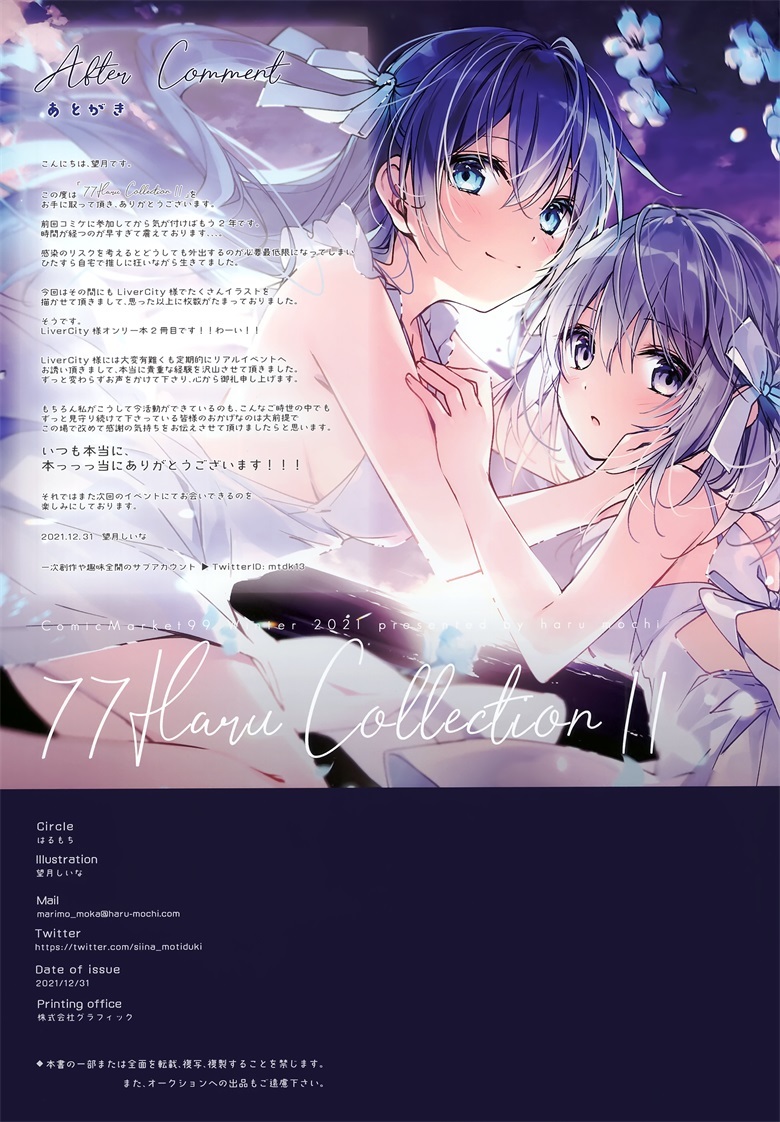 After Comment
あとがき
こんにちは、望月です。
この度は「77Haru Collection II」を
お手に取って頂き、ありがとうございます。
前回コミケに参加してから気が付けばもう2年です。
時間が経つのが早すぎて震えております....。
感染のリスクを考えるとどうしても外出するのが必要最低限になってしまい
ひたすら自宅で推しに狂いながら生きてました。
今回はその間にも LiverCity 様でたくさんイラストを
描かせて頂きまして、思った以上に枚数がたまっておりました。
そうです。
LiverCity 様オンリー本2冊目です!!わーい!!
LiverCity 様には大変有難くも定期的にリアルイベントへ
お誘い頂きまして、本当に貴重な経験を沢山させて頂きました。
ずっと変わらずお声をかけて下さり、心から御礼申し上げます。
もちろん私がこうして今活動ができているのも、こんなご時世の中でも
ずっと見守り続けて下さっている皆様のおかげなのは大前提で
この場で改めて感謝の気持ちをお伝えさせて頂けましたらと思います。
いつも本当に、
本っっっ当にありがとうございます!!!
それではまた次回のイベントにてお会いできるのを
楽しみにしております。
2021.12.31 望月しいな
一次創作や趣味全開のサブアカウント ▶ TwitterID: mtdk13
ComicMarket99 Winter 2021 presented by haru mochi
77Haru Collection II
Circle
はるもち
Illustration
望月しいな
Mail
marimo_moka@haru-mochi.com
Twitter
https://twitter.com/siina_motiduki
Date of issue
2021/12/31
Printing office
株式会社グラフィック
◆本書の一部または全面を転載、複写、複製することを禁じます。
また、オークションへの出品もご遠慮下さい。